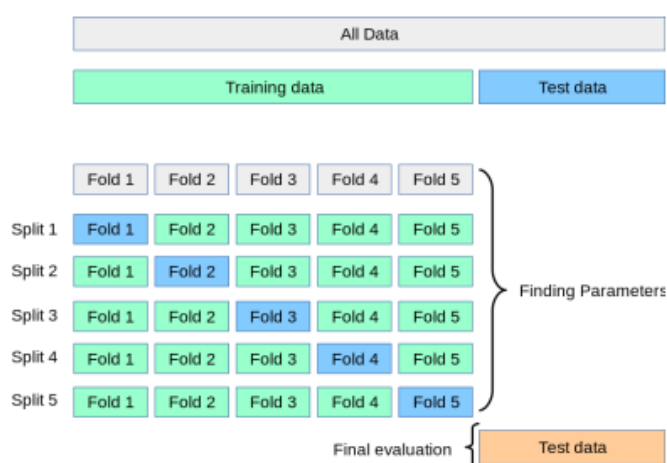 All Data
Training data Test data
Fold 1 Fold 2 Fold 3 Fold 4 Fold 5
Split 1 Fold 1 Fold 2 Fold 3 Fold 4 Fold 5
Split 2 Fold 1 Fold 2 Fold 3 Fold 4 Fold 5
Finding Parameters
Split 3 Fold 1 Fold 2 Fold 3 Fold 4 Fold 5
Split 4 Fold 1 Fold 2 Fold 3 Fold 4 Fold 5
Split 5 Fold 1 Fold 2 Fold 3 Fold 4 Fold 5
Final evaluation Test data